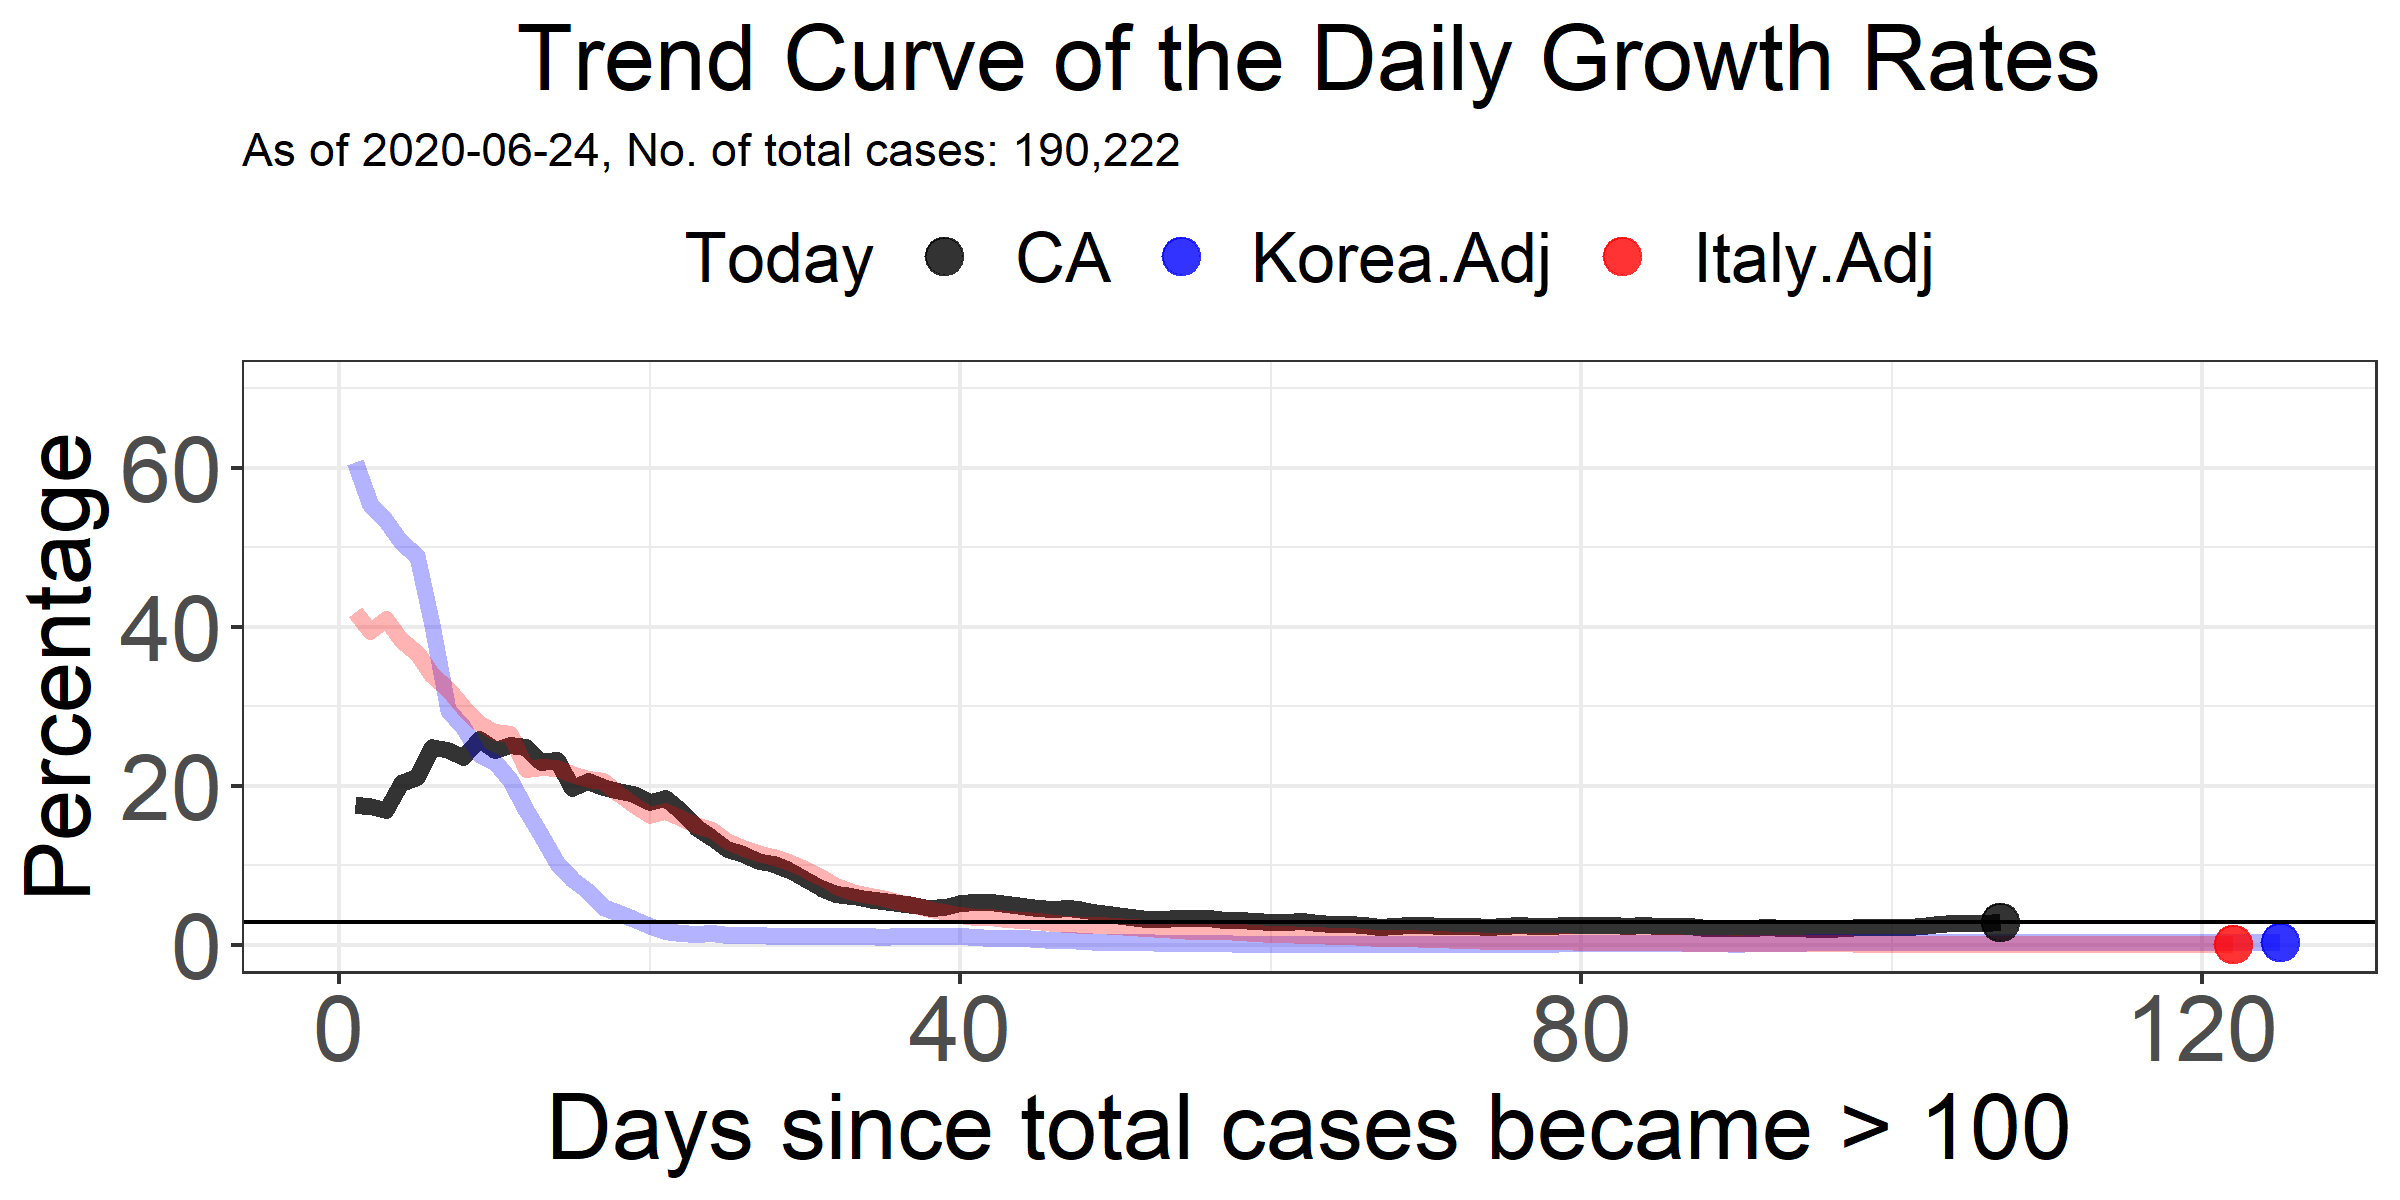 Trend Curve of the Daily Growth Rates
As of 2020-06-24, No. of total cases: 190,222
Today CA Korea.Adj Italy.Adj
Percentage
60
40
20
0
0 40 80 120
Days since total cases became > 100